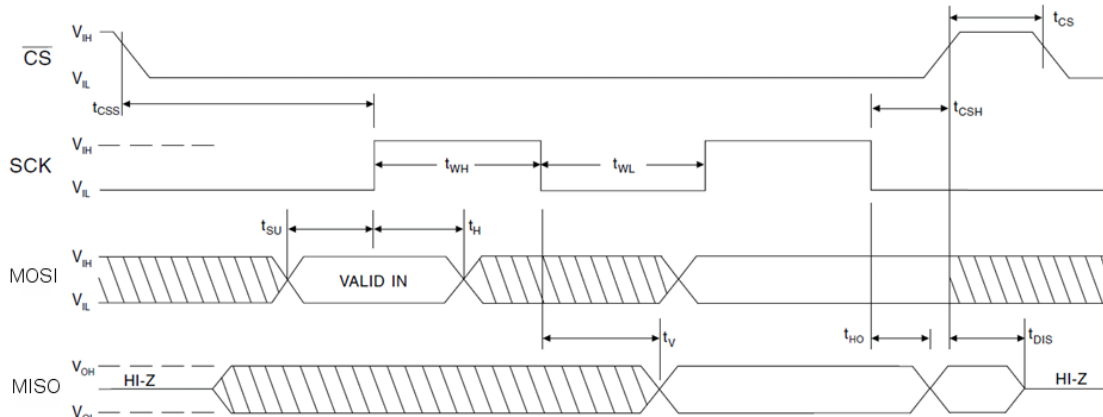 V_IH
t_CS
CS
V_IL
t_CSS
t_CSH
V_IH
SCK
t_WH
t_WL
V_IL
t_SU
t_H
V_IH
MOSI
VALID IN
V_IL
t_V
t_HO
t_DIS
V_OH
MISO
HI-Z
HI-Z
V_OL